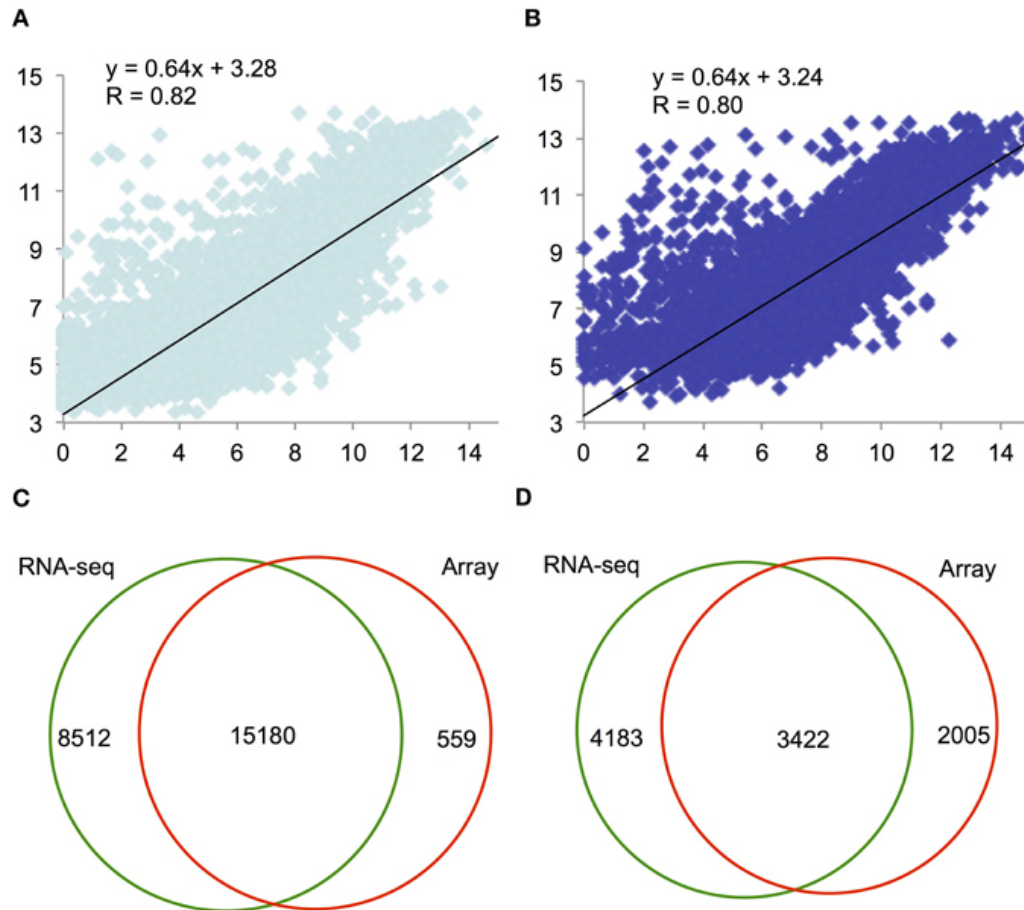 A
B
y = 0.64x + 3.28
R = 0.82
15
13
11
9
7
5
3
0 2 4 6 8 10 12 14
y = 0.64x + 3.24
R = 0.80
15
13
11
9
7
5
3
0 2 4 6 8 10 12 14
C
D
RNA-seq
Array
8512
15180
559
RNA-seq
Array
4183
3422
2005